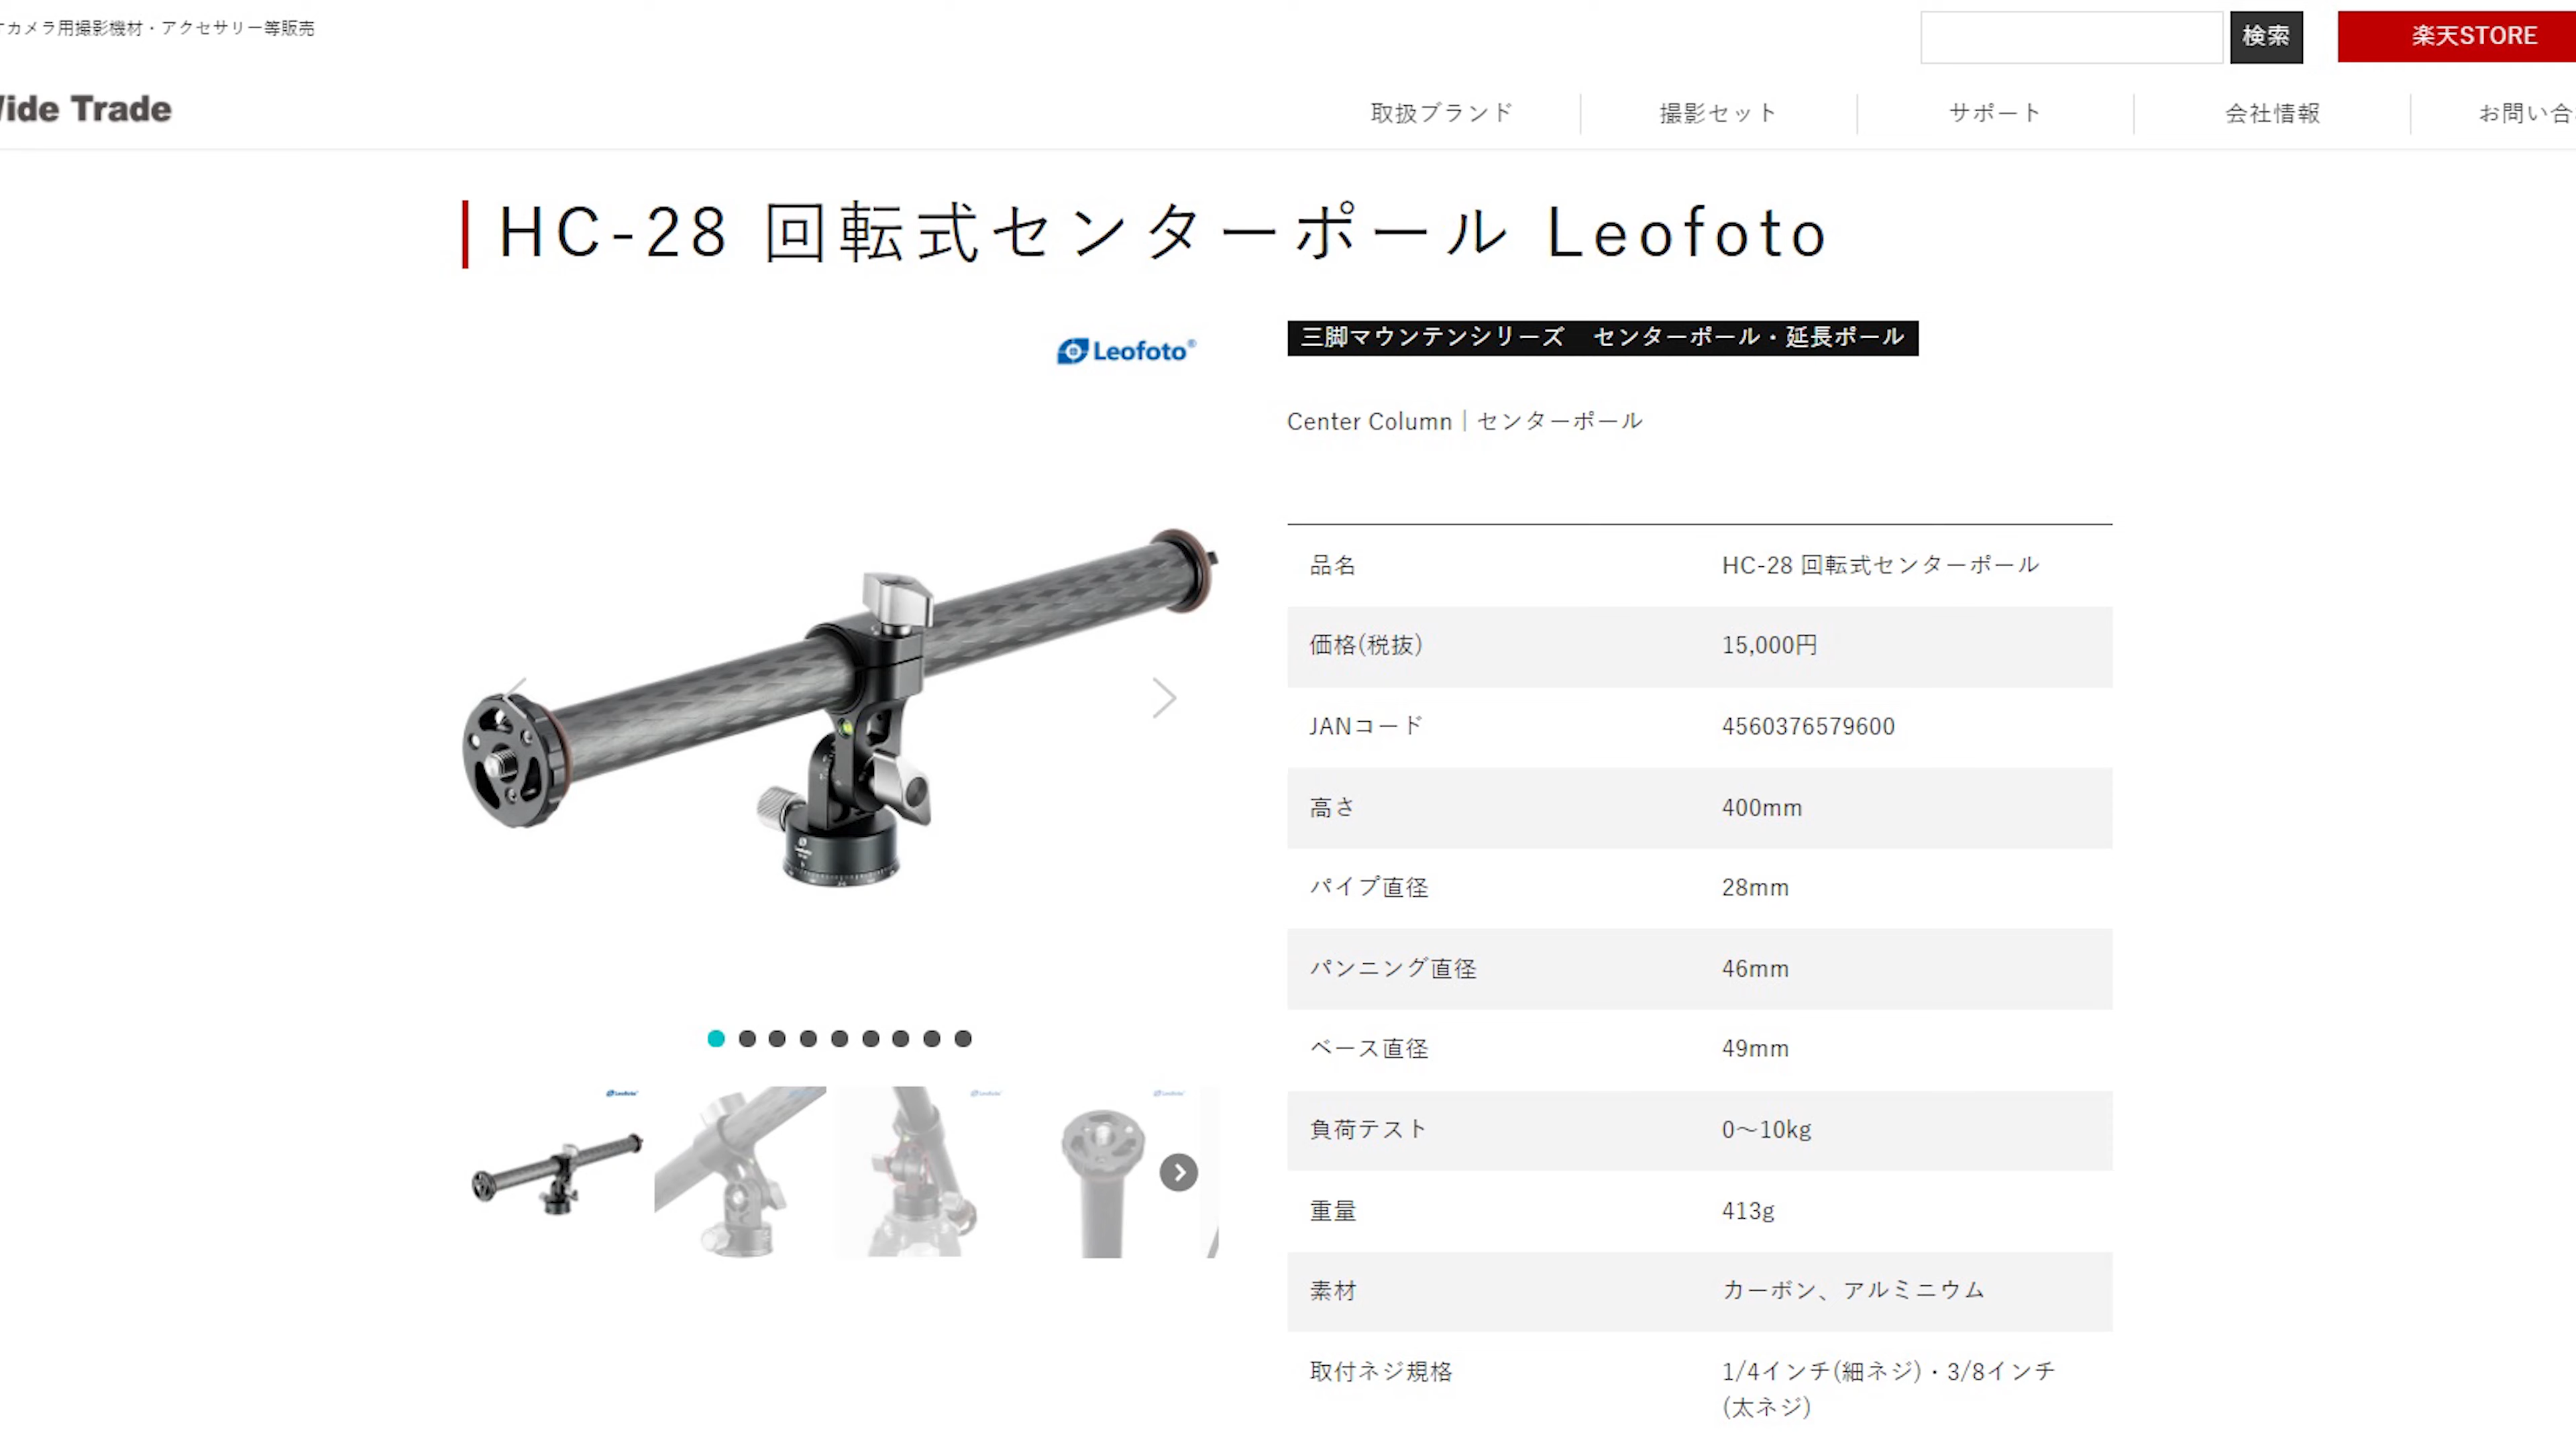 カメラ用撮影機材・アクセサリー等販売
検索
楽天STORE
ide Trade
取扱ブランド
撮影セット
サポート
会社情報
お問い合
HC-28 回転式センターポール Leofoto
Leofoto®
三脚マウンテンシリーズ センターポール・延長ポール
Center Column｜センターポール
品名 HC-28 回転式センターポール
価格(税抜) 15,000円
JANコード 4560376579600
高さ 400mm
パイプ直径 28mm
パンニング直径 46mm
ベース直径 49mm
負荷テスト 0～10kg
重量 413g
素材 カーボン、アルミニウム
取付ネジ規格 1/4インチ(細ネジ)・3/8インチ
(太ネジ)
Leofoto
Leofoto
Leofoto